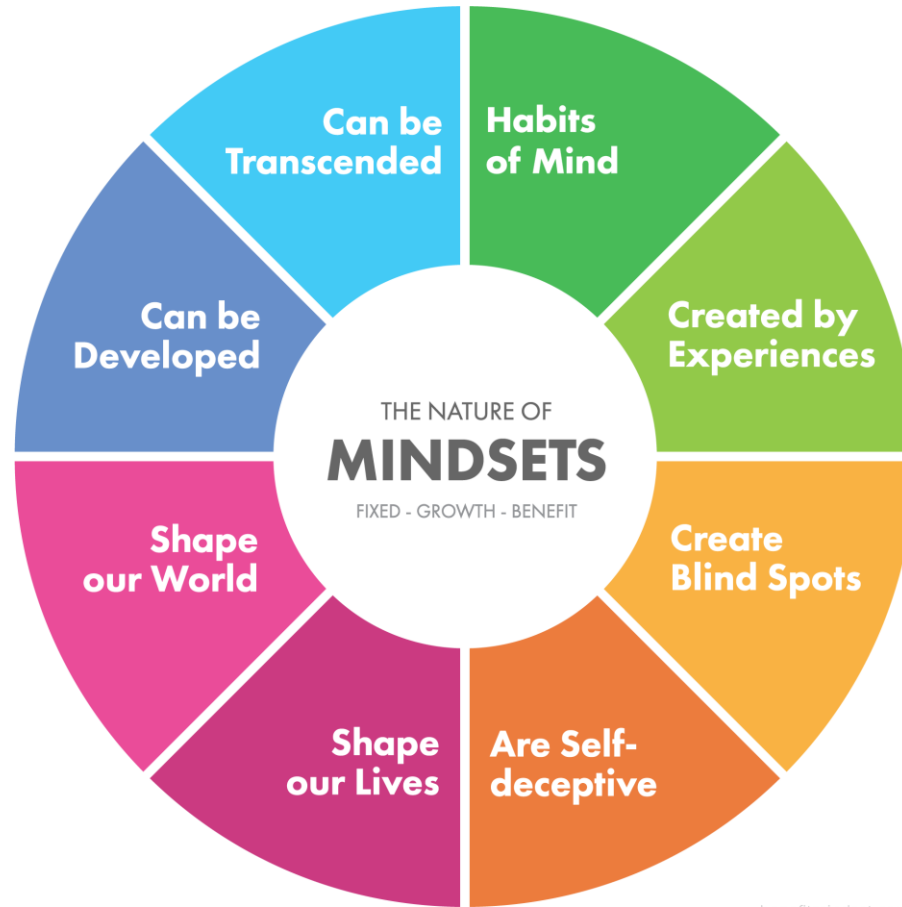 Can be
Transcended
Habits
of Mind
Can be
Developed
Created by
Experiences
THE NATURE OF
MINDSETS
FIXED - GROWTH - BENEFIT
Shape
our World
Create
Blind Spots
Shape
our Lives
Are Self-
deceptive